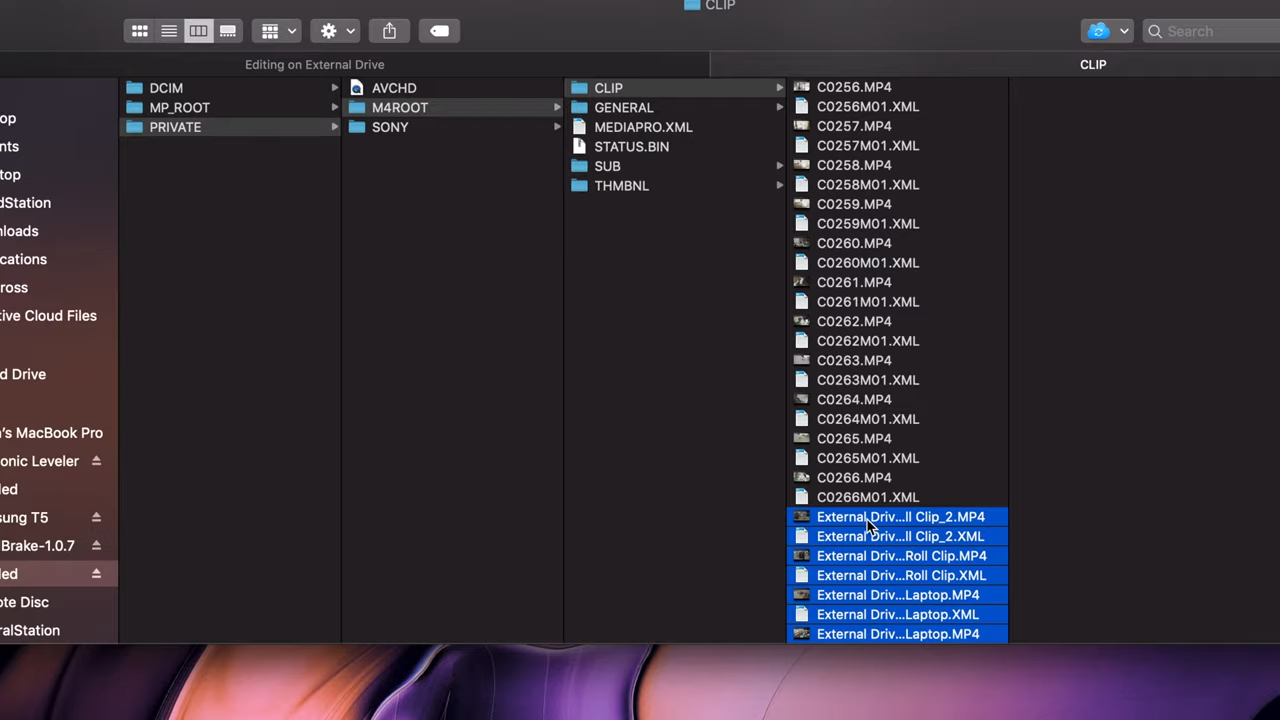 CLIP
Search
Editing on External Drive
CLIP
op
nts
top
dStation
nloads
cations
ross
tive Cloud Files
d Drive
's MacBook Pro
onic Leveler
ded
sung T5
Brake-1.0.7
led
ote Disc
ralStation
DCIM
MP_ROOT
PRIVATE
AVCHD
M4ROOT
SONY
CLIP
GENERAL
MEDIAPRO.XML
STATUS.BIN
SUB
THMBNL
C0256.MP4
C0256M01.XML
C0257.MP4
C0257M01.XML
C0258.MP4
C0258M01.XML
C0259.MP4
C0259M01.XML
C0260.MP4
C0260M01.XML
C0261.MP4
C0261M01.XML
C0262.MP4
C0262M01.XML
C0263.MP4
C0263M01.XML
C0264.MP4
C0264M01.XML
C0265.MP4
C0265M01.XML
C0266.MP4
C0266M01.XML
External Driv...ll Clip_2.MP4
External Driv...ll Clip_2.XML
External Driv...Roll Clip.MP4
External Driv...Roll Clip.XML
External Driv...Laptop.MP4
External Driv...Laptop.XML
External Driv...Laptop.MP4